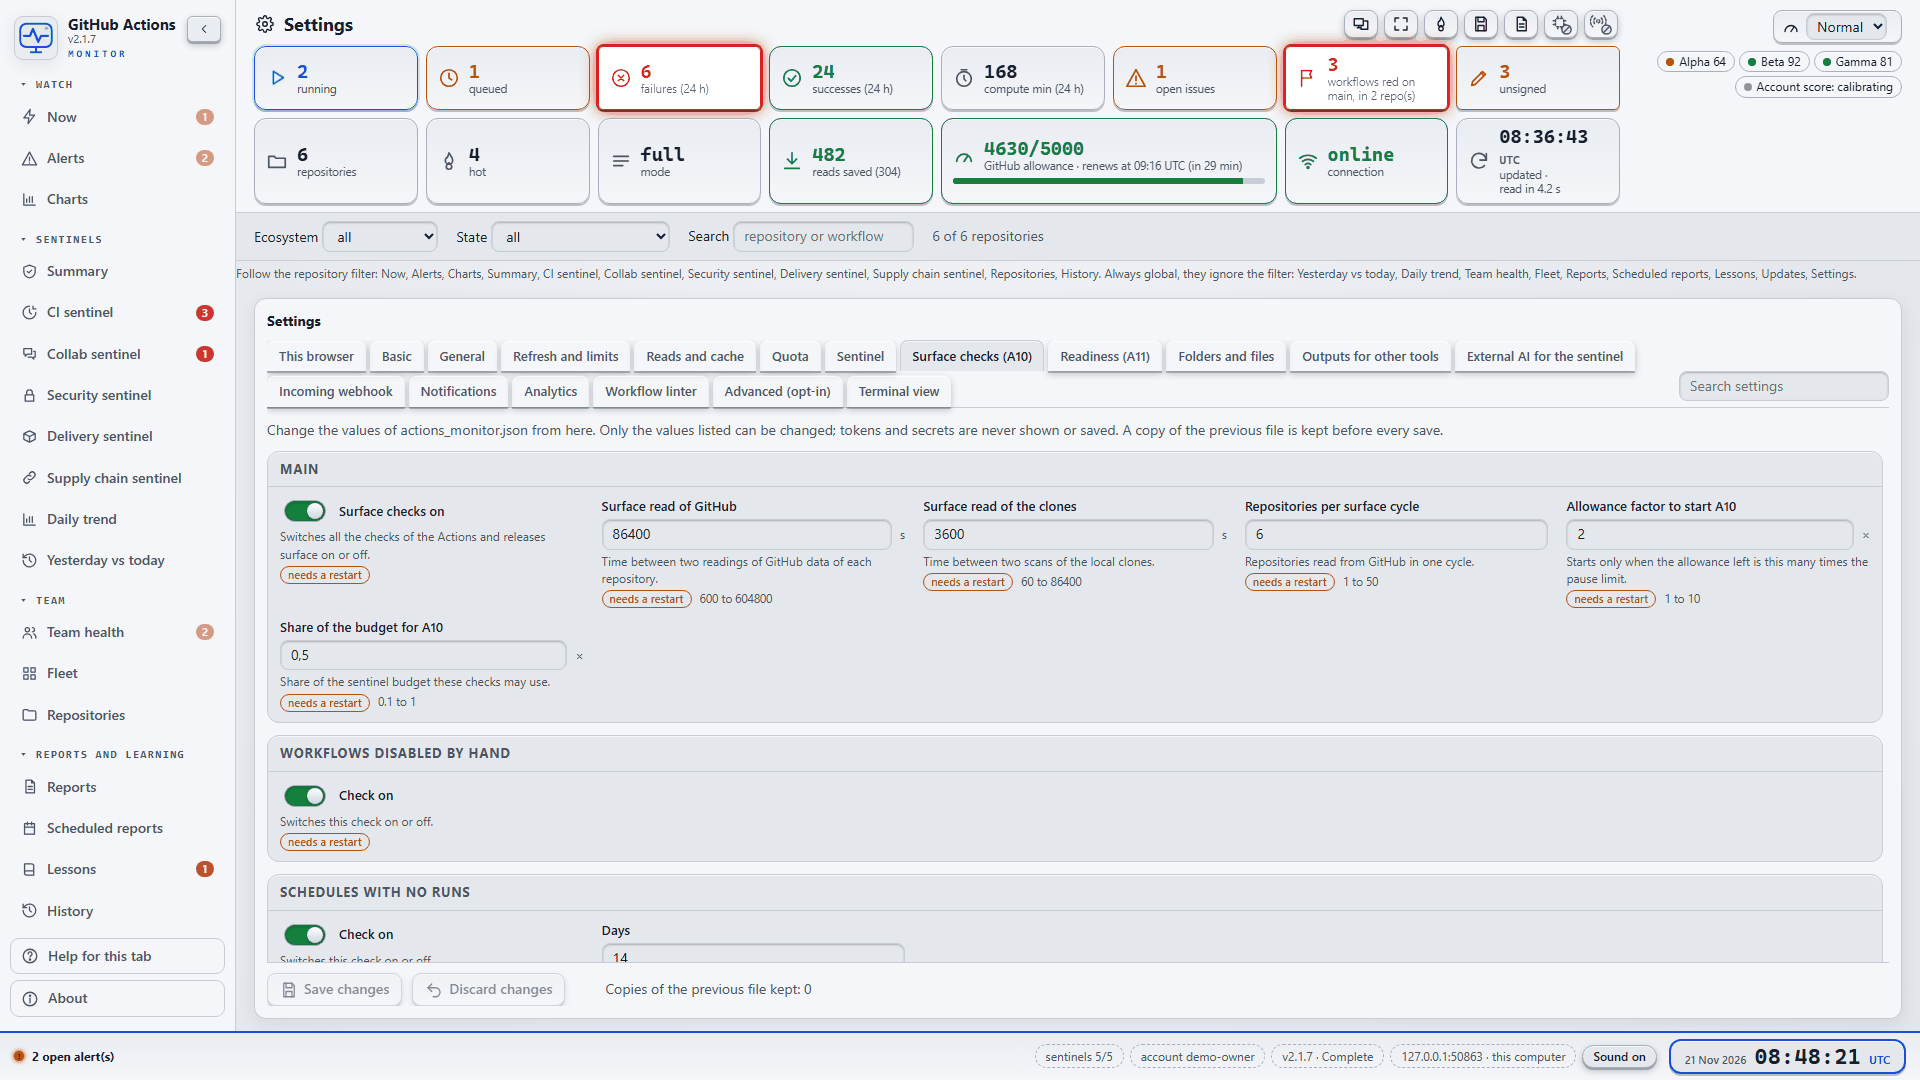 GitHub Actions
v2.1.7
MONITOR
WATCH
Now 1
Alerts 2
Charts
SENTINELS
Summary
CI sentinel 3
Collab sentinel 1
Security sentinel
Delivery sentinel
Supply chain sentinel
Daily trend
Yesterday vs today
TEAM
Team health 2
Fleet
Repositories
REPORTS AND LEARNING
Reports
Scheduled reports
Lessons 1
History
Help for this tab
About
Settings
Normal
2
running
1
queued
6
failures (24 h)
24
successes (24 h)
168
compute min (24 h)
1
open issues
3
workflows red on
main, in 2 repo(s)
3
unsigned
Alpha 64
Beta 92
Gamma 81
Account score: calibrating
6
repositories
4
hot
full
mode
482
reads saved (304)
4630/5000
GitHub allowance · renews at 09:16 UTC (in 29 min)
online
connection
08:36:43
UTC
updated ·
read in 4.2 s
Ecosystem all State all Search repository or workflow 6 of 6 repositories
Follow the repository filter: Now, Alerts, Charts, Summary, CI sentinel, Collab sentinel, Security sentinel, Delivery sentinel, Supply chain sentinel, Repositories, History. Always global, they ignore the filter: Yesterday vs today, Daily trend, Team health, Fleet, Reports, Scheduled reports, Lessons, Updates, Settings.
Settings
This browser Basic General Refresh and limits Reads and cache Quota Sentinel Surface checks (A10) Readiness (A11) Folders and files Outputs for other tools External AI for the sentinel
Incoming webhook Notifications Analytics Workflow linter Advanced (opt-in) Terminal view
Search settings
Change the values of actions_monitor.json from here. Only the values listed can be changed; tokens and secrets are never shown or saved. A copy of the previous file is kept before every save.
MAIN
Surface checks on
Switches all the checks of the Actions and releases
surface on or off.
needs a restart
Surface read of GitHub
86400 s
Time between two readings of GitHub data of each
repository.
needs a restart 600 to 604800
Surface read of the clones
3600 s
Time between two scans of the local clones.
needs a restart 60 to 86400
Repositories per surface cycle
6
Repositories read from GitHub in one cycle.
needs a restart 1 to 50
Allowance factor to start A10
2 ×
Starts only when the allowance left is this many times the
pause limit.
needs a restart 1 to 10
Share of the budget for A10
0,5 ×
Share of the sentinel budget these checks may use.
needs a restart 0.1 to 1
WORKFLOWS DISABLED BY HAND
Check on
Switches this check on or off.
needs a restart
SCHEDULES WITH NO RUNS
Check on
Switches this check on or off.
Days
14
Save changes Discard changes Copies of the previous file kept: 0
2 open alert(s)
sentinels 5/5
account demo-owner
v2.1.7 · Complete
127.0.0.1:50863 · this computer
Sound on
21 Nov 2026 08:48:21 UTC